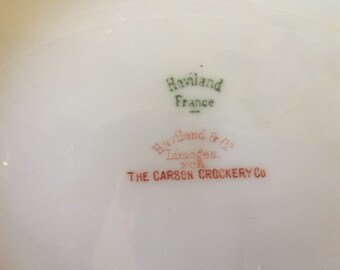 Haviland
France
Haviland & Co
Limoges
FOR
THE CARSON CROCKERY Co